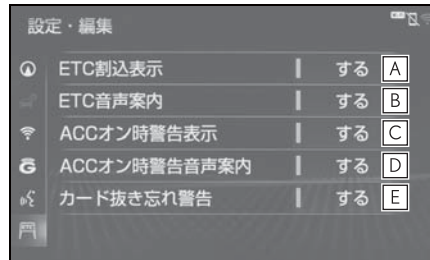 設定・編集
ETC割込表示 する A
ETC音声案内 する B
ACCオン時警告表示 する C
ACCオン時警告音声案内 する D
カード抜き忘れ警告 する E